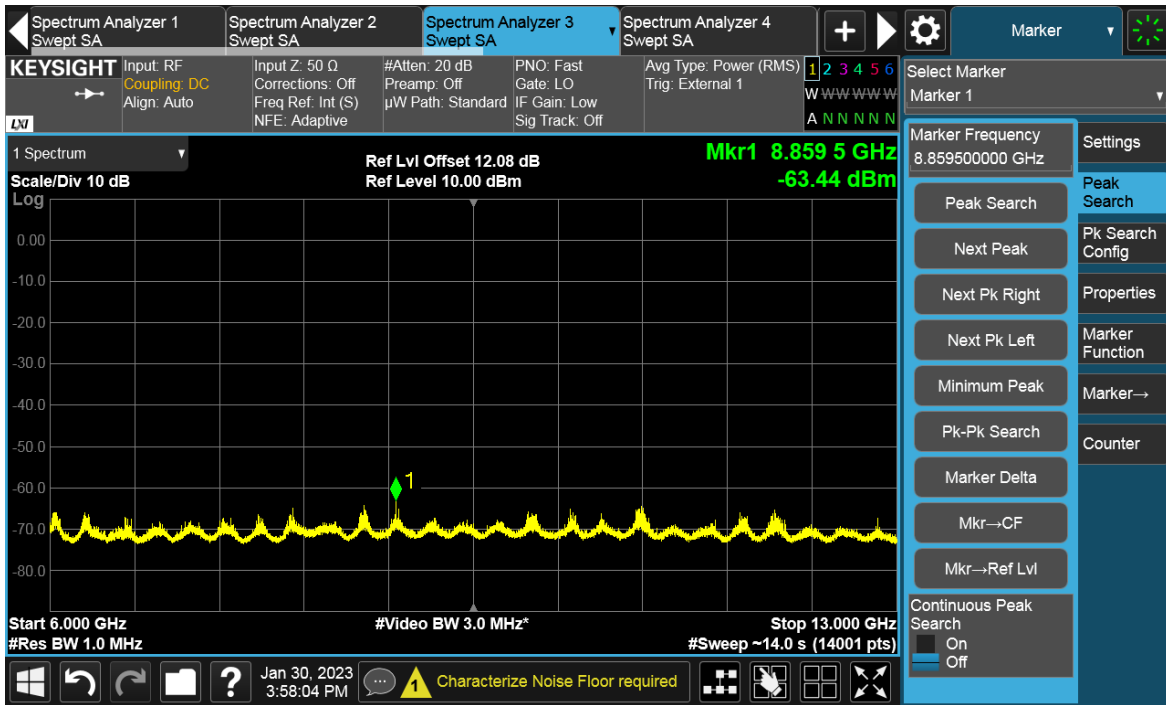 Spectrum Analyzer 1
Swept SA
Spectrum Analyzer 2
Swept SA
Spectrum Analyzer 3
Swept SA
Spectrum Analyzer 4
Swept SA
+
Marker
KEYSIGHT
LXI
Input: RF
Coupling: DC
Align: Auto
Input Z: 50 Ω
Corrections: Off
Freq Ref: Int (S)
NFE: Adaptive
#Atten: 20 dB
Preamp: Off
µW Path: Standard
PNO: Fast
Gate: LO
IF Gain: Low
Sig Track: Off
Avg Type: Power (RMS)
Trig: External 1
1 2 3 4 5 6
W W W W W W
A N N N N N
Select Marker
Marker 1
1 Spectrum
Scale/Div 10 dB
Log
Ref Lvl Offset 12.08 dB
Ref Level 10.00 dBm
Mkr1 8.859 5 GHz
-63.44 dBm
0.00
-10.0
-20.0
-30.0
-40.0
-50.0
-60.0
-70.0
-80.0
1
Start 6.000 GHz
#Res BW 1.0 MHz
#Video BW 3.0 MHz*
Stop 13.000 GHz
#Sweep ~14.0 s (14001 pts)
Marker Frequency
8.859500000 GHz
Peak Search
Next Peak
Next Pk Right
Next Pk Left
Minimum Peak
Pk-Pk Search
Marker Delta
Mkr→CF
Mkr→Ref Lvl
Continuous Peak
Search
On
Off
Settings
Peak
Search
Pk Search
Config
Properties
Marker
Function
Marker→
Counter
?
Jan 30, 2023
3:58:04 PM
1
Characterize Noise Floor required